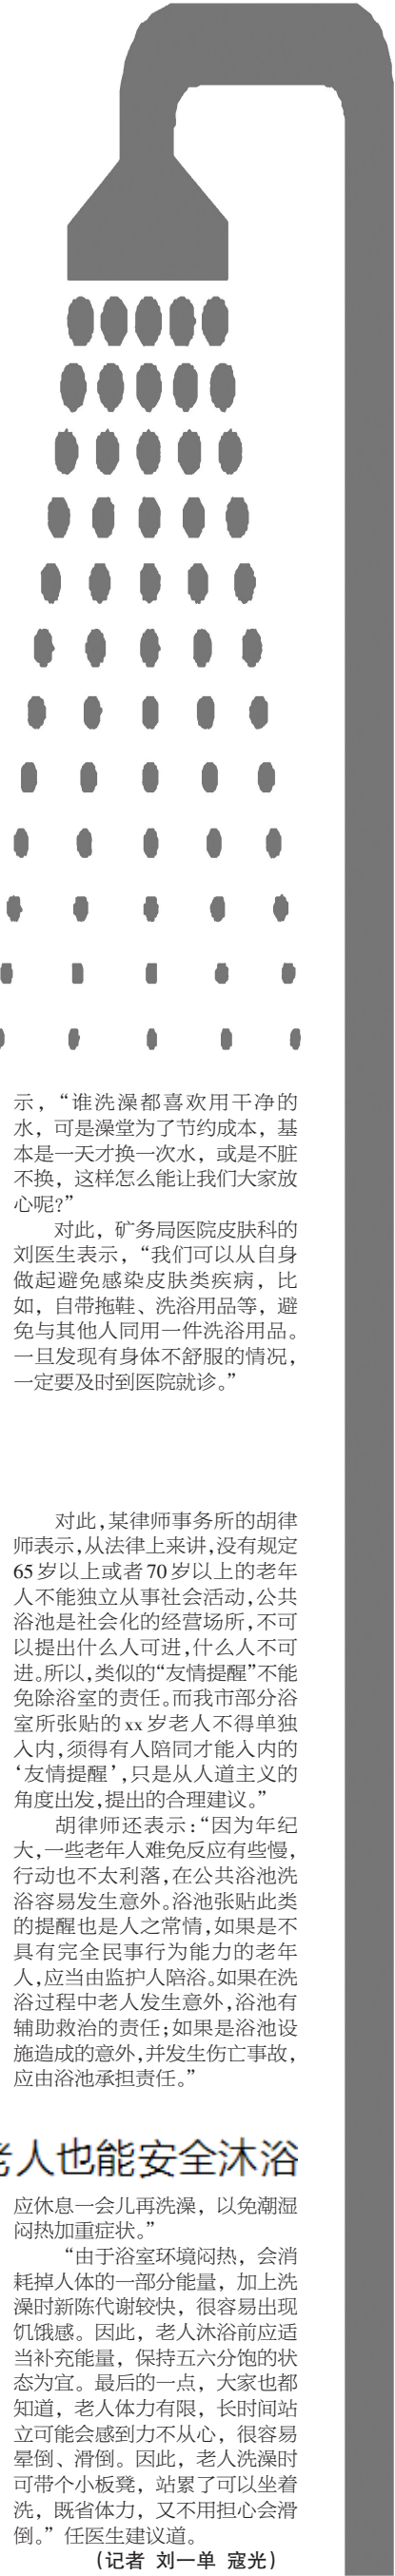 示，“谁洗澡都喜欢用干净的
水，可是澡堂为了节约成本，基
本是一天才换一次水，或是不脏
不换，这样怎么能让我们大家放
心呢？”
对此，矿务局医院皮肤科的
刘医生表示，“我们可以从自身
做起避免感染皮肤类疾病，比
如，自带拖鞋、洗浴用品等，避
免与其他人同用一件洗浴用品。
一旦发现有身体不舒服的情况，
一定要及时到医院就诊。”
对此，某律师事务所的胡律
师表示，从法律上来讲，没有规定
65岁以上或者70岁以上的老年
人不能独立从事社会活动，公共
浴池是社会化的经营场所，不可
以提出什么人可进，什么人不可
进。所以，类似的“友情提醒”不能
免除浴室的责任。而我市部分浴
室所张贴的xx岁老人不得单独
入内，须得有人陪同才能入内的
‘友情提醒’，只是从人道主义的
角度出发，提出的合理建议。”
胡律师还表示：“因为年纪
大，一些老年人难免反应有些慢，
行动也不太利落，在公共浴池洗
浴容易发生意外。浴池张贴此类
的提醒也是人之常情，如果是不
具有完全民事行为能力的老年
人，应当由监护人陪浴。如果在洗
浴过程中老人发生意外，浴池有
辅助救治的责任；如果是浴池设
施造成的意外，并发生伤亡事故，
应由浴池承担责任。”
老人也能安全沐浴
应休息一会儿再洗澡，以免潮湿
闷热加重症状。”
“由于浴室环境闷热，会消
耗掉人体的一部分能量，加上洗
澡时新陈代谢较快，很容易出现
饥饿感。因此，老人沐浴前应适
当补充能量，保持五六分饱的状
态为宜。最后的一点，大家也都
知道，老人体力有限，长时间站
立可能会感到力不从心，很容易
晕倒、滑倒。因此，老人洗澡时
可带个小板凳，站累了可以坐着
洗，既省体力，又不用担心会滑
倒。”任医生建议道。
（记者 刘一单 寇光）